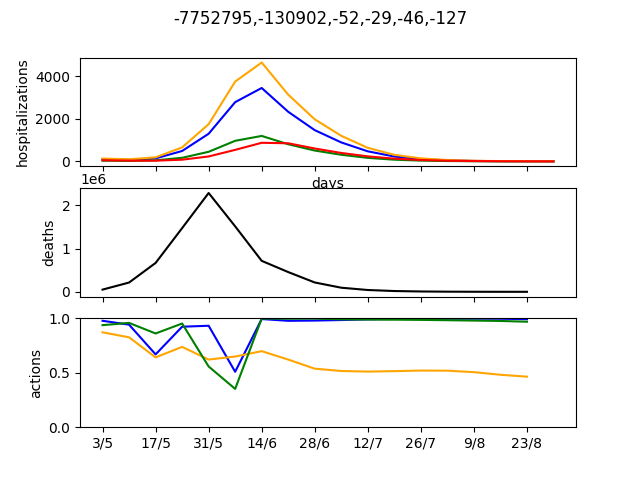 -7752795,-130902,-52,-29,-46,-127
hospitalizations
4000
2000
0
days
1e6
deaths
2
1
0
actions
1.0
0.5
0.0
3/5 17/5 31/5 14/6 28/6 12/7 26/7 9/8 23/8